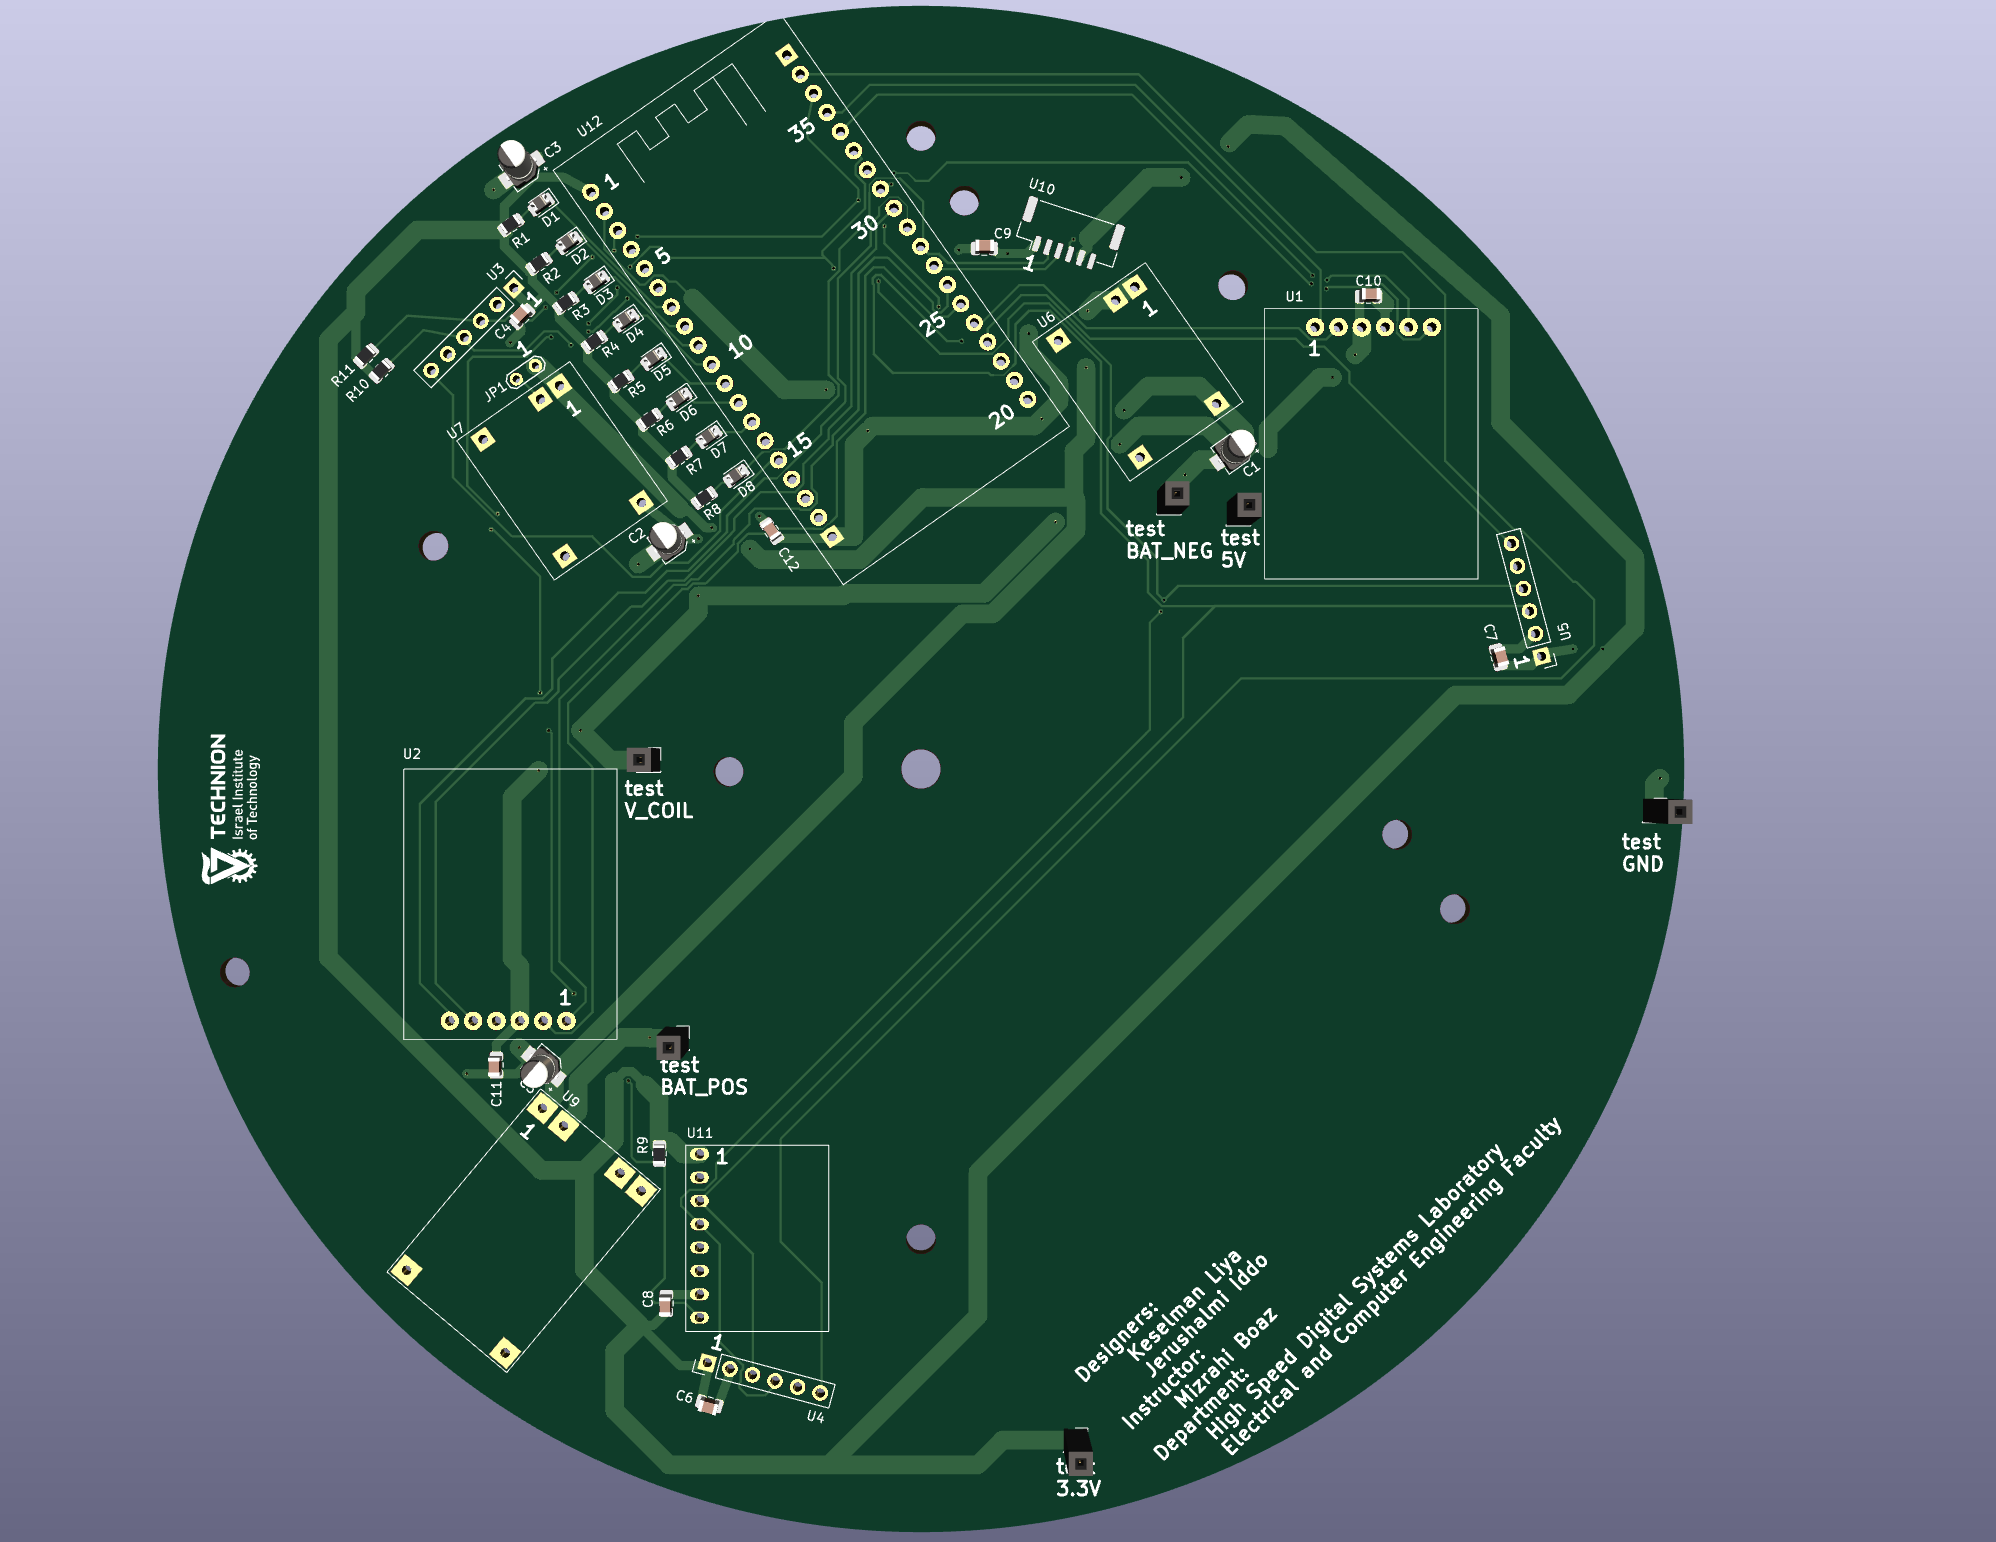 U12
C3
35
1
D1
R1
30
U10
5
D2
R2
C9
1
U3
1
D3
R3
C4
C10
U1
1
U6
25
D4
R4
10
1
1
R11
R10
JP1
D5
R5
1
20
D6
R6
U7
15
D7
R7
C1
D8
R8
C2
C12
test
BAT_NEG
test
5V
C7
1
U5
TECHNION
Israel Institute
of Technology
U2
test
V_COIL
test
GND
1
test
BAT_POS
C11
U9
1
R9
U11
1
C8
1
C6
U4
Designers:
Keselman Liya
Jerushalmi Iddo
Instructor:
Mizrahi Boaz
Department:
High Speed Digital Systems Laboratory
Electrical and Computer Engineering Faculty
3.3V